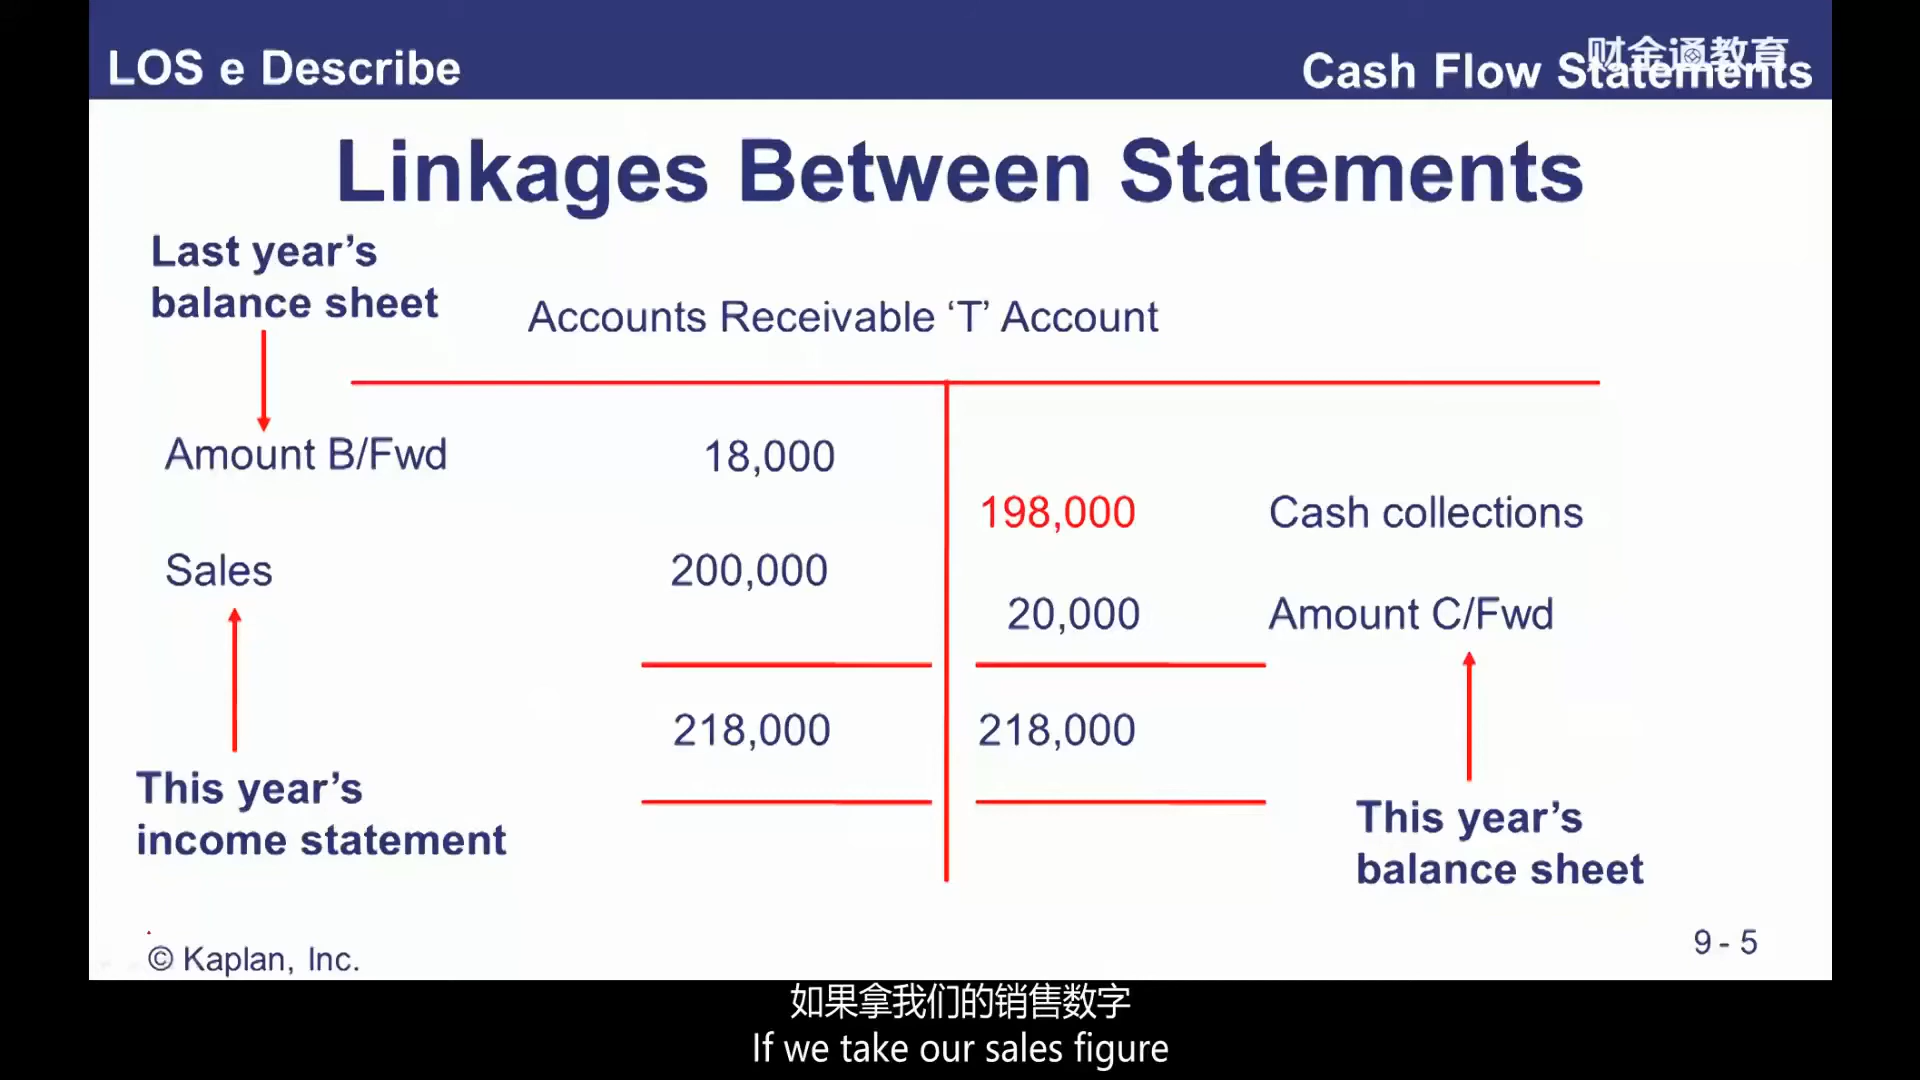 LOS e Describe
Cash Flow Statements
财金通教育
Linkages Between Statements
Last year’s
balance sheet
Accounts Receivable ‘T’ Account
Amount B/Fwd 18,000
198,000 Cash collections
Sales 200,000
20,000 Amount C/Fwd
218,000 218,000
This year’s
income statement
This year’s
balance sheet
© Kaplan, Inc.
9 - 5
如果拿我们的销售数字
If we take our sales figure